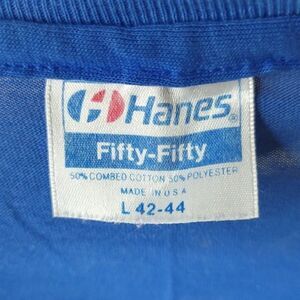 Hanes®
Fifty-Fifty
50% COMBED COTTON 50% POLYESTER
MADE IN U S A
L 42-44